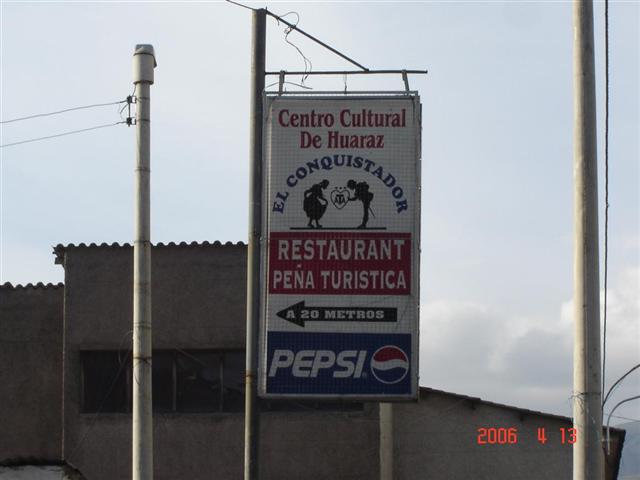 Centro Cultural
De Huaraz
EL CONQUISTADOR
RESTAURANT
PEÑA TURISTICA
A 20 METROS
PEPSI
2006 4 13